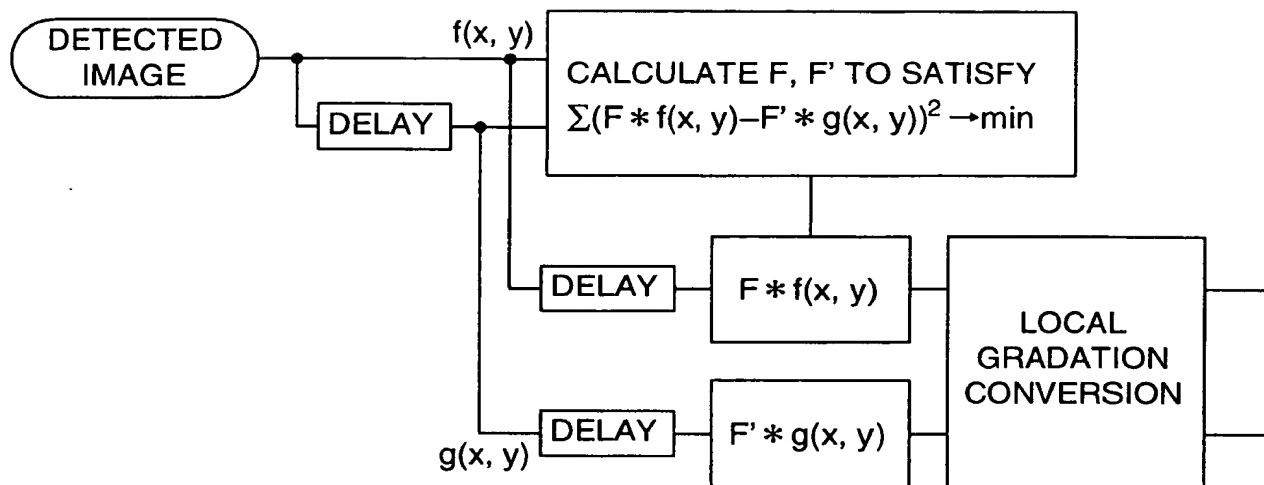 DETECTED
IMAGE
f(x, y)
CALCULATE F, F' TO SATISFY
Σ(F * f(x, y)–F' * g(x, y))² →min
DELAY
DELAY
F * f(x, y)
LOCAL
GRADATION
CONVERSION
DELAY
F' * g(x, y)
g(x, y)